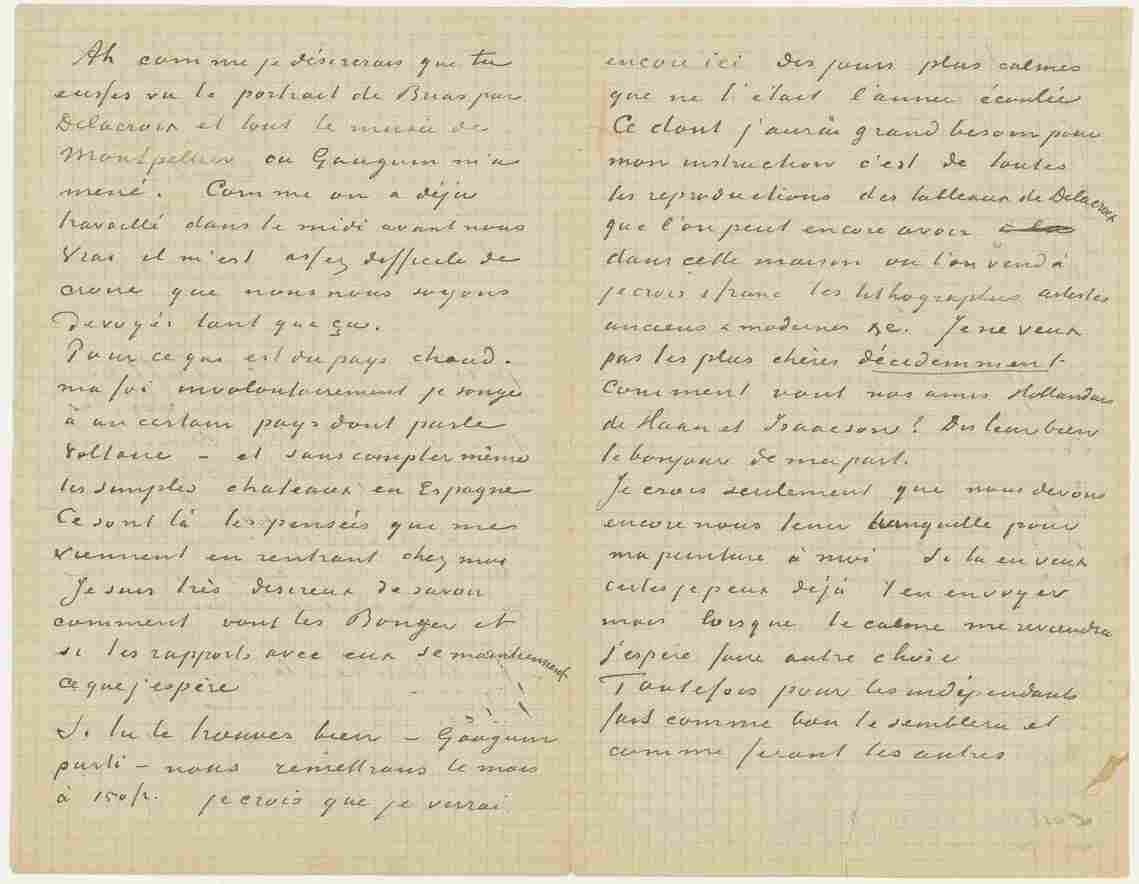 Ah comme je désirerais que tu
eusses vu le portrait de Brias par
Delacroix et tout le musée de
Montpellier où Gauguin m'a
mené. Comme on a déjà
travaillé dans le midi avant nous
Vrai il m'est assez difficile de
croire que nous nous soyons
devoyés tant que ça.
Pour ce que est du pays chaud.
ma foi involontairement je songe
à un certain pays dont parle
Voltaire – et sans compter même
les simples chateaux en Espagne
Ce sont là les pensées que me
viennent en rentrant chez moi
Je suis très desireux de savoir
comment vont les Bonger et
si les rapports avec eux se maintiennent
ce que j'espère
Si tu te trouves bien – Gauguin
parti – nous remettrons le mois
à 150 fr. je crois que je verrai
encore ici des jours plus calmes
que ne l'était l'année écoulée
Ce dont j'aurais grand besoin pour
mon instruction c'est de toutes
les reproductions des tableaux de Delacroix
que l'on peut encore avoir
dans cette maison où l'on vend à
je crois 1 franc les lithographies artistes
anciens & modernes &c. Je ne veux
pas les plus chères décedemment
Comment vont nos amis Hollandais
de Haan et Isaäcson? Dis leur bien
le bonjour de ma part.
Je crois seulement que nous devons
encore nous tenir tranquille pour
ma peinture à moi Si tu en veux
certes je peux déjà t'en envoyer
mais lorsque le calme me reviendra
j'espère faire autre chose
Toutefois pour les indépendants
fais comme bon te semblera et
comme feront les autres